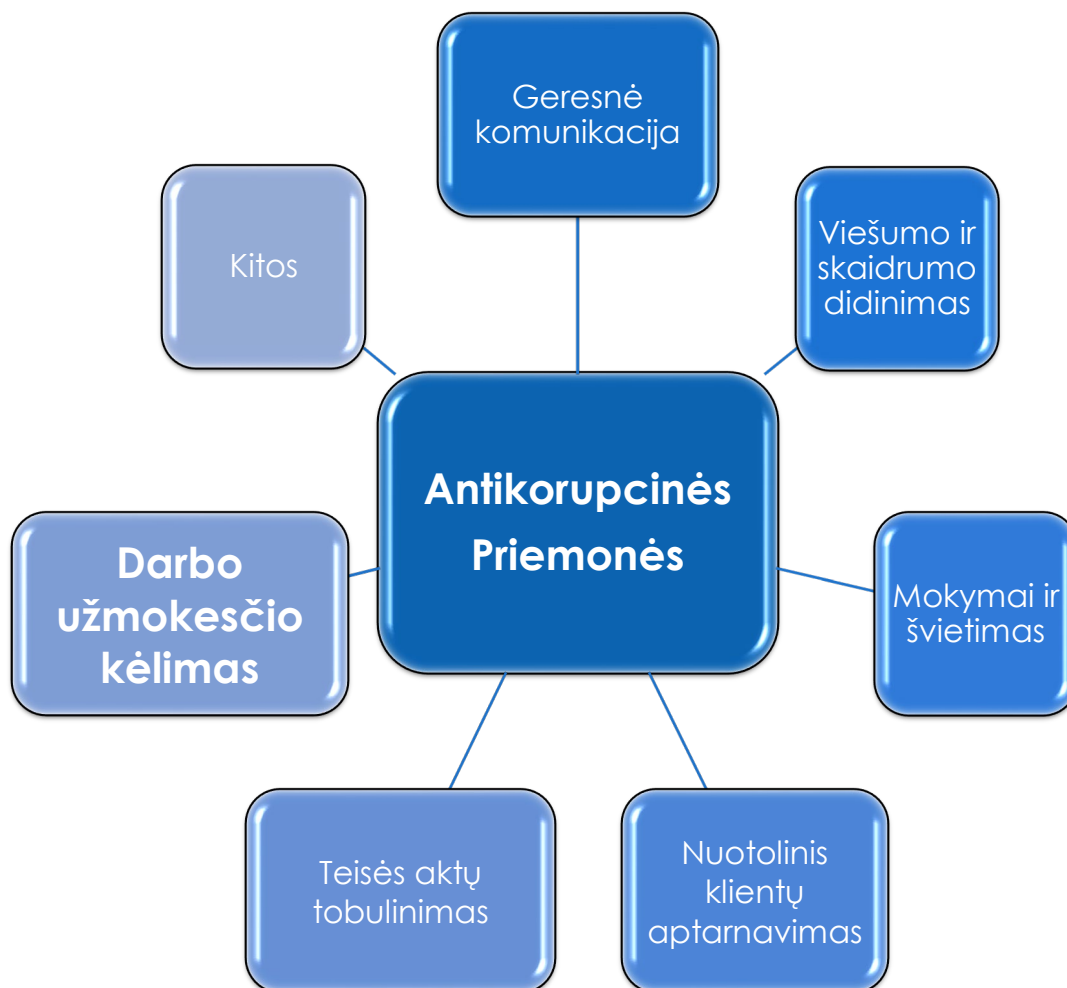 Geresnė
komunikacija
Viešumo ir
skaidrumo
didinimas
Kitos
Antikorupcinės
Priemonės
Darbo
užmokesčio
kėlimas
Mokymai ir
švietimas
Teisės aktų
tobulinimas
Nuotolinis
klientų
aptarnavimas